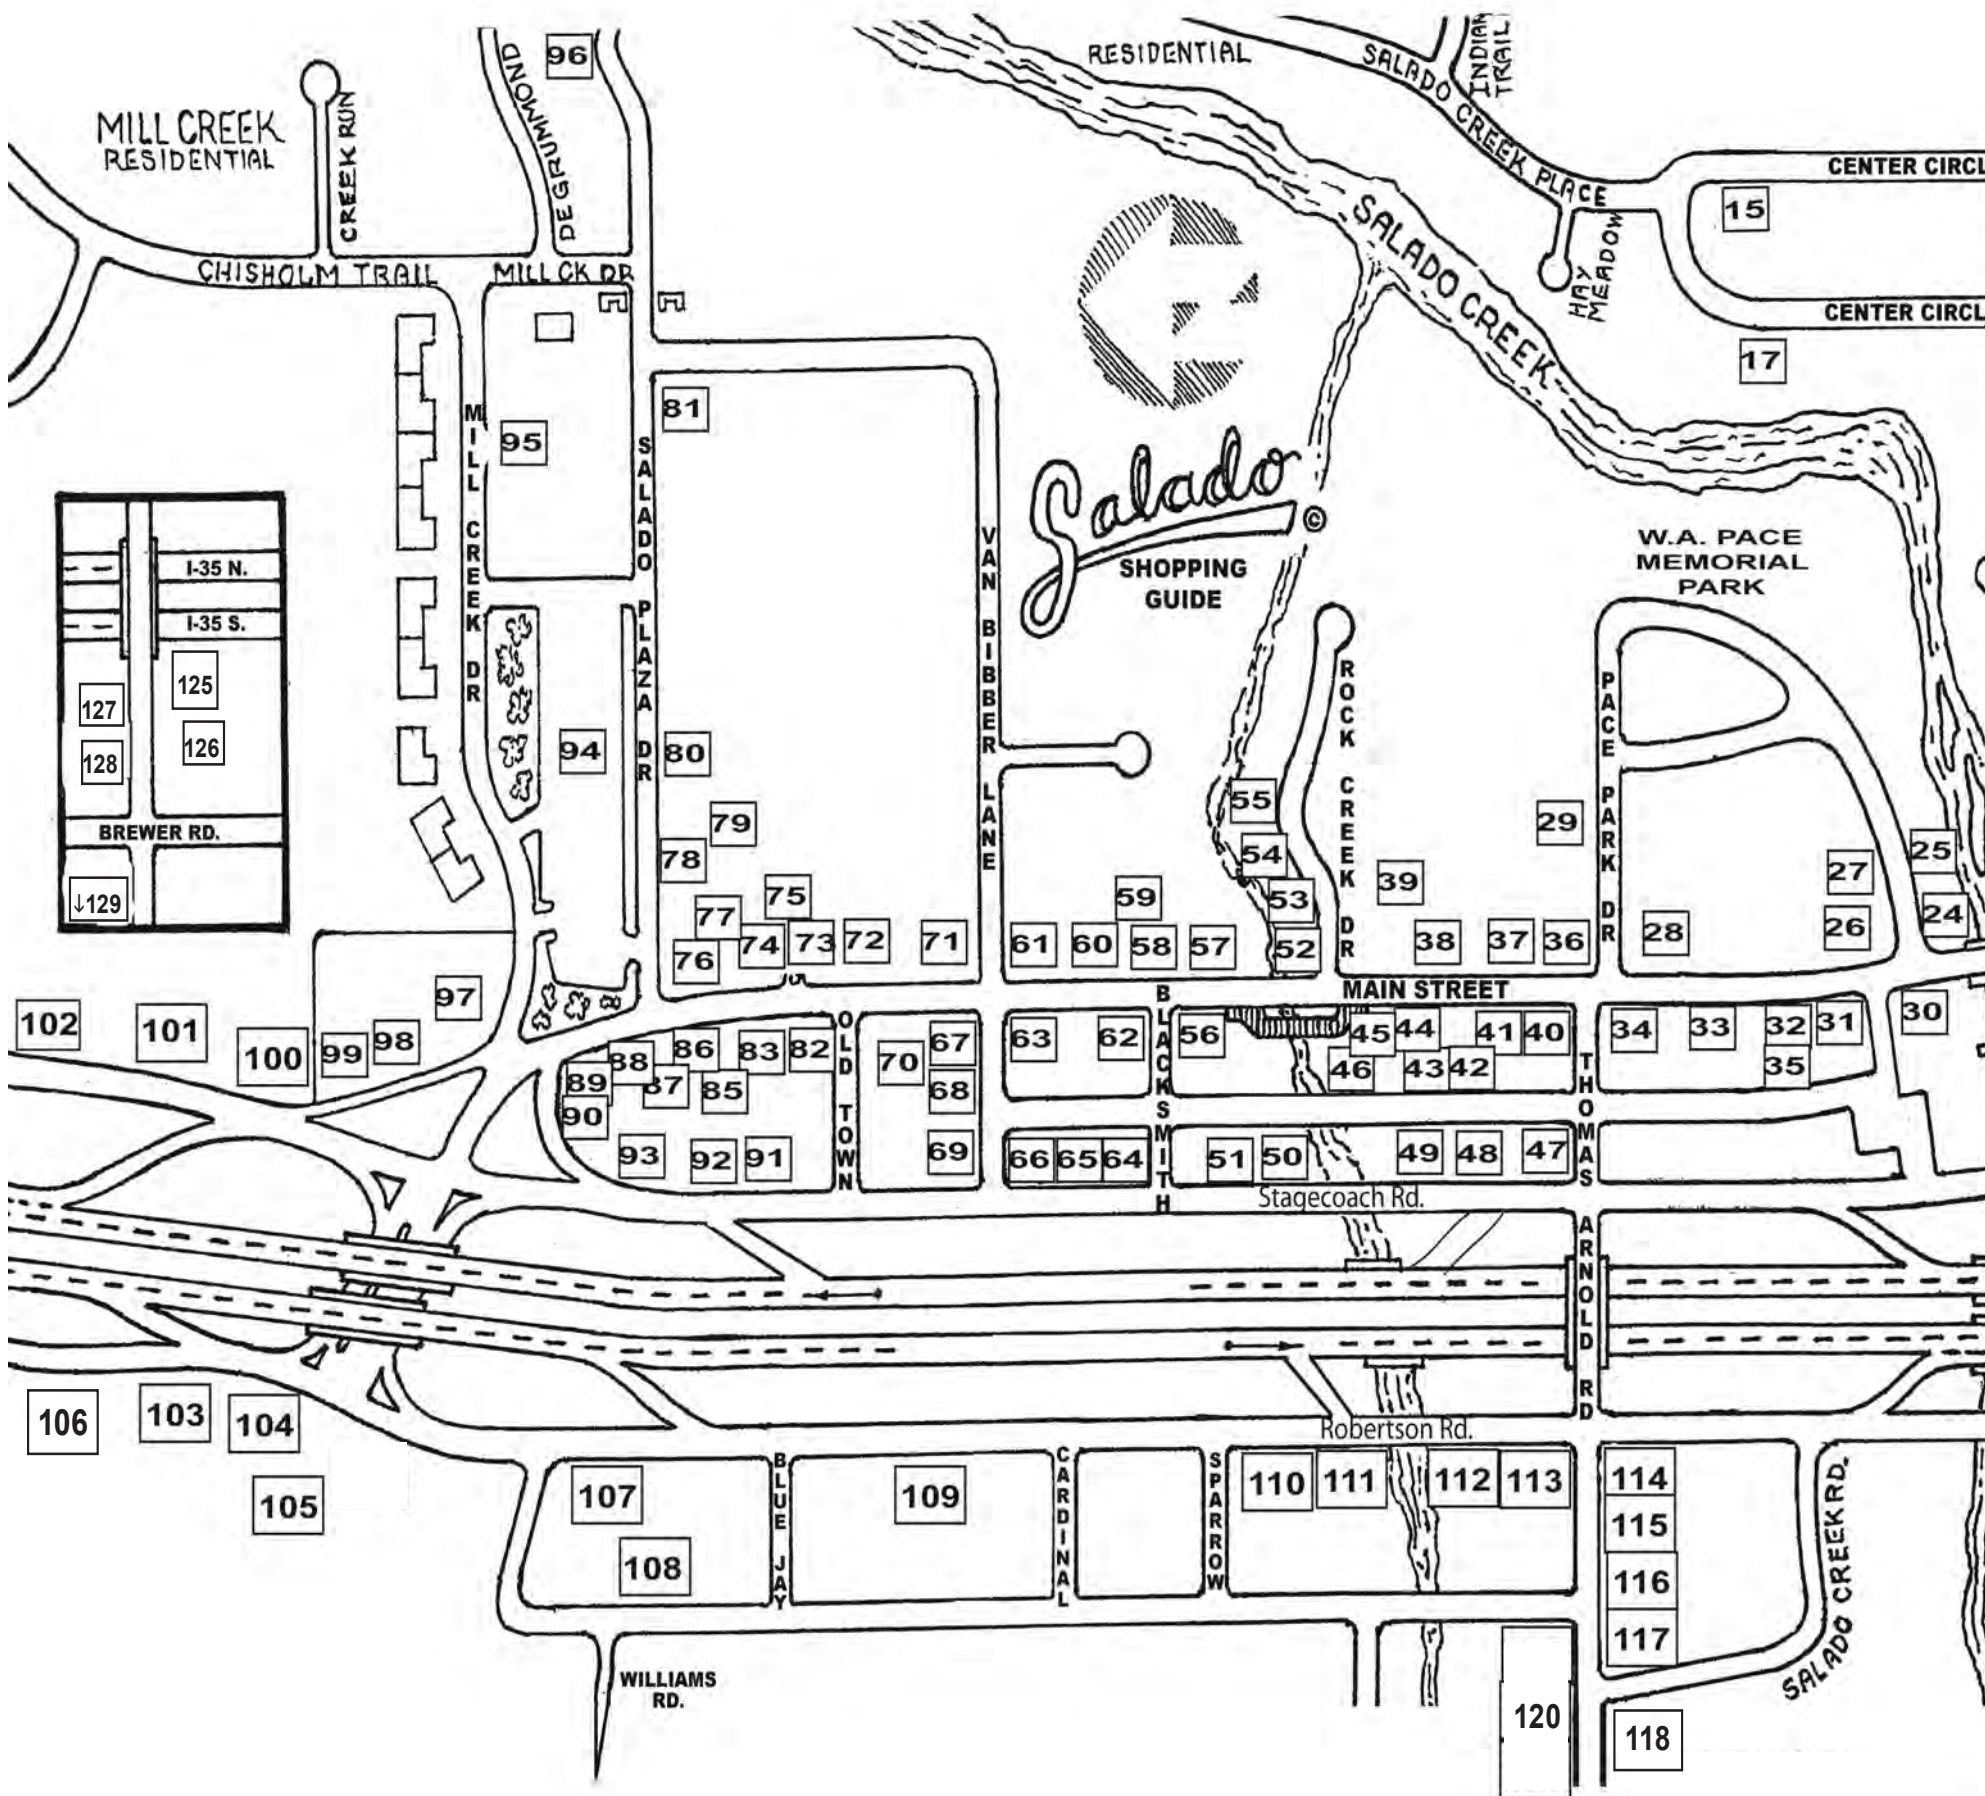 RESIDENTIAL
INDIAN
TRAIL
SALADO CREEK PLACE
96
DEGRUMMOND
MILL CREEK
RESIDENTIAL
CREEK RUN
CENTER CIRCL
15
SALADO CREEK
HAY
MEADOW
CHISHOLM TRAIL
MILL CK DR
CENTER CIRCL
17
81
95
MILL CREEK DR
SALADO PLAZA DR
VAN BIBBER LANE
Salado
©
SHOPPING
GUIDE
W.A. PACE
MEMORIAL
PARK
I-35 N.
I-35 S.
125
127
126
128
BREWER RD.
↓129
94
80
79
78
ROCK CREEK DR
PACE PARK DR
55
54
53
52
29
39
27
25
24
26
28
59
75
77
74
73
72
71
76
61
60
58
57
38
37
36
MAIN STREET
97
102
101
100
99
98
88
86
83
82
89
87
85
90
93
92
91
OLD TOWN
70
67
68
69
63
62
BLACKSMITH
56
45
44
41
40
46
43
42
34
33
32
31
30
35
THOMAS ARNOLD RD
66
65
64
51
50
49
48
47
Stagecoach Rd.
Robertson Rd.
106
103
104
105
107
108
BLUE JAY
109
CARDINAL
SPARROW
110
111
112
113
114
115
116
117
SALADO CREEK RD.
WILLIAMS
RD.
120
118